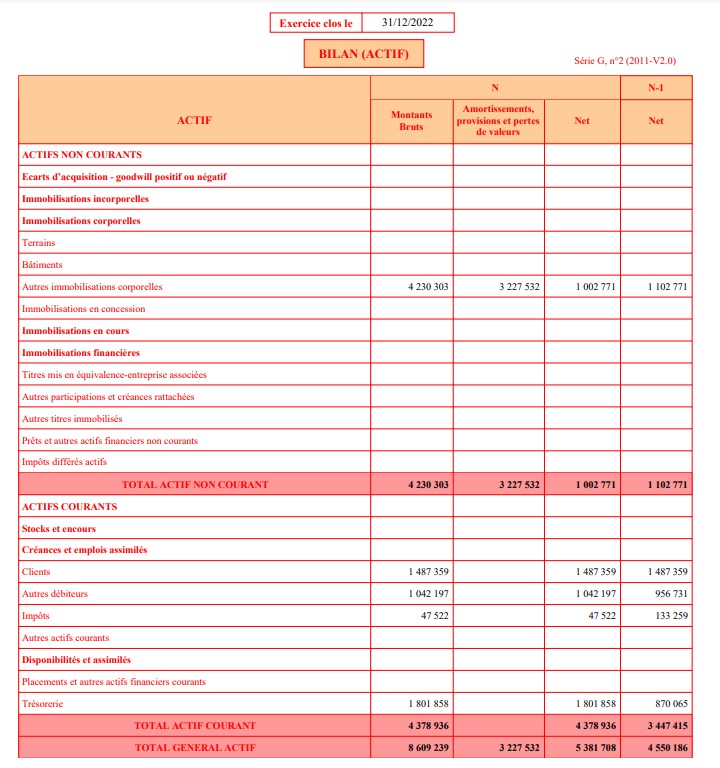 Exercice clos le 31/12/2022
BILAN (ACTIF)
Série G, n°2 (2011-V2.0)
N N-1
ACTIF Montants Bruts Amortissements, provisions et pertes de valeurs Net Net
ACTIFS NON COURANTS
Ecarts d'acquisition - goodwill positif ou négatif
Immobilisations incorporelles
Immobilisations corporelles
Terrains
Bâtiments
Autres immobilisations corporelles 4 230 303 3 227 532 1 002 771 1 102 771
Immobilisations en concession
Immobilisations en cours
Immobilisations financières
Titres mis en équivalence-entreprise associées
Autres participations et créances rattachées
Autres titres immobilisés
Prêts et autres actifs financiers non courants
Impôts différés actifs
TOTAL ACTIF NON COURANT 4 230 303 3 227 532 1 002 771 1 102 771
ACTIFS COURANTS
Stocks et encours
Créances et emplois assimilés
Clients 1 487 359 1 487 359 1 487 359
Autres débiteurs 1 042 197 1 042 197 956 731
Impôts 47 522 47 522 133 259
Autres actifs courants
Disponibilités et assimilés
Placements et autres actifs financiers courants
Trésorerie 1 801 858 1 801 858 870 065
TOTAL ACTIF COURANT 4 378 936 4 378 936 3 447 415
TOTAL GENERAL ACTIF 8 609 239 3 227 532 5 381 708 4 550 186